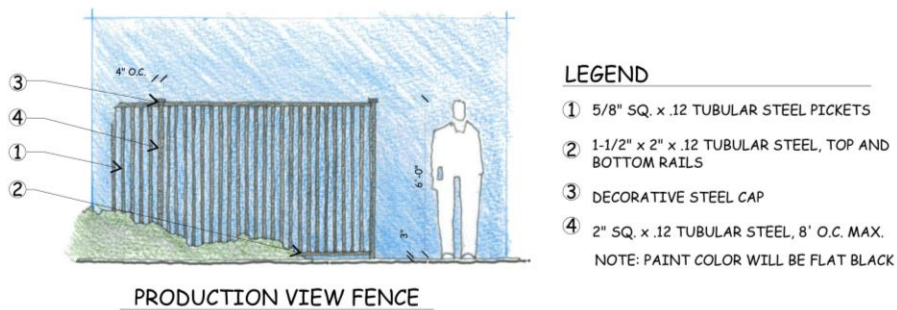 4" O.C.
3
4
1
2
6'-0"
3"
PRODUCTION VIEW FENCE
LEGEND
1 5/8" SQ. x .12 TUBULAR STEEL PICKETS
2 1-1/2" x 2" x .12 TUBULAR STEEL, TOP AND
BOTTOM RAILS
3 DECORATIVE STEEL CAP
4 2" SQ. x .12 TUBULAR STEEL, 8' O.C. MAX.
NOTE: PAINT COLOR WILL BE FLAT BLACK